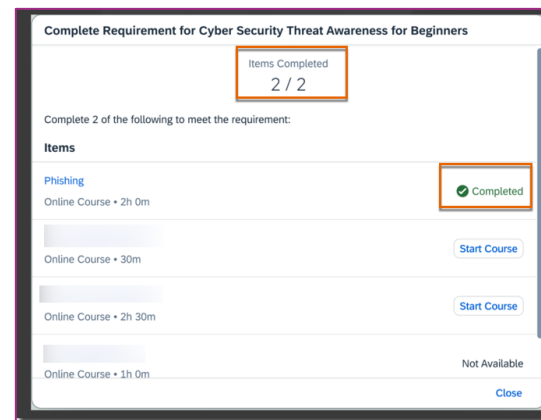 Complete Requirement for Cyber Security Threat Awareness for Beginners
Items Completed
2 / 2
Complete 2 of the following to meet the requirement:
Items
Phishing
Completed
Online Course • 2h 0m
Start Course
Online Course • 30m
Start Course
Online Course • 2h 30m
Not Available
Online Course • 1h 0m
Close